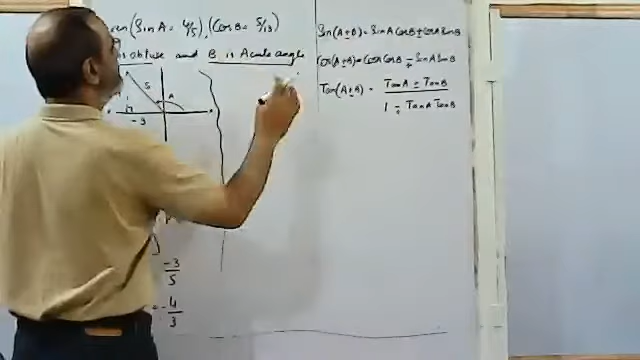 (Sin A = 4/5), (Cos B = 5/13)
is obtuse and B is Acute angle
5
A
-3
-3/5
= -4/3
Sin(A±B) = Sin A Cos B ± Cos A Sin B
Cos(A±B) = Cos A Cos B ∓ Sin A Sin B
Tan(A±B) = Tan A ± Tan B / 1 ∓ Tan A Tan B